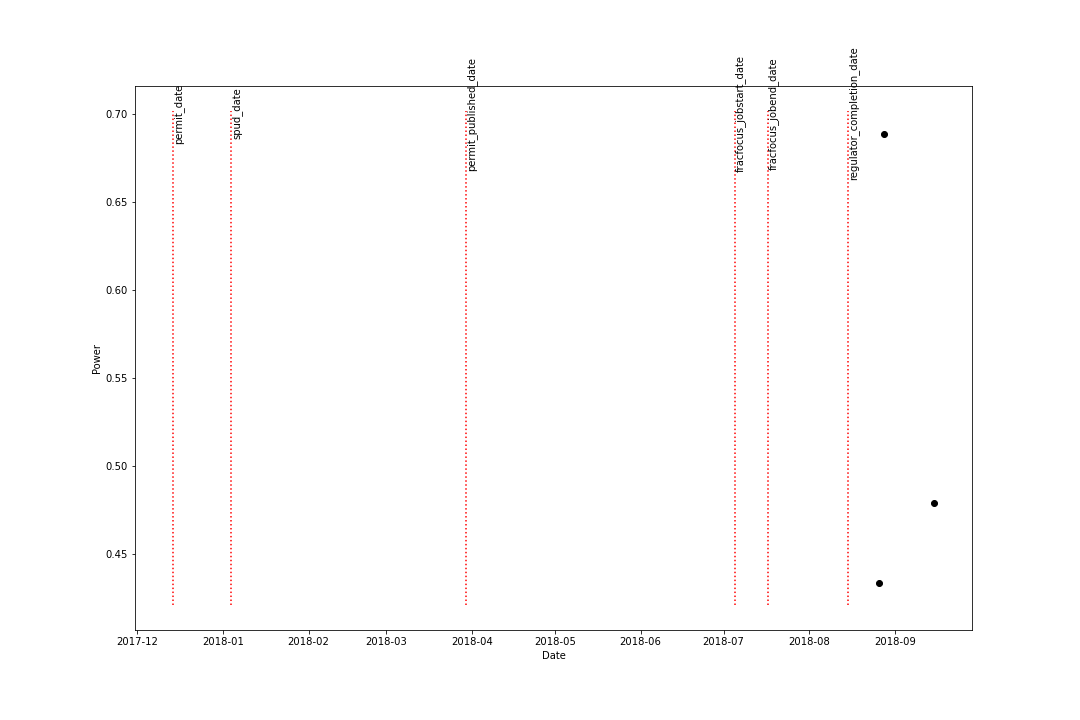 permit_date
spud_date
permit_published_date
fracfocus_jobstart_date
fracfocus_jobend_date
regulator_completion_date
0.70
0.65
0.60
0.55
0.50
0.45
Power
2017-12 2018-01 2018-02 2018-03 2018-04 2018-05 2018-06 2018-07 2018-08 2018-09
Date